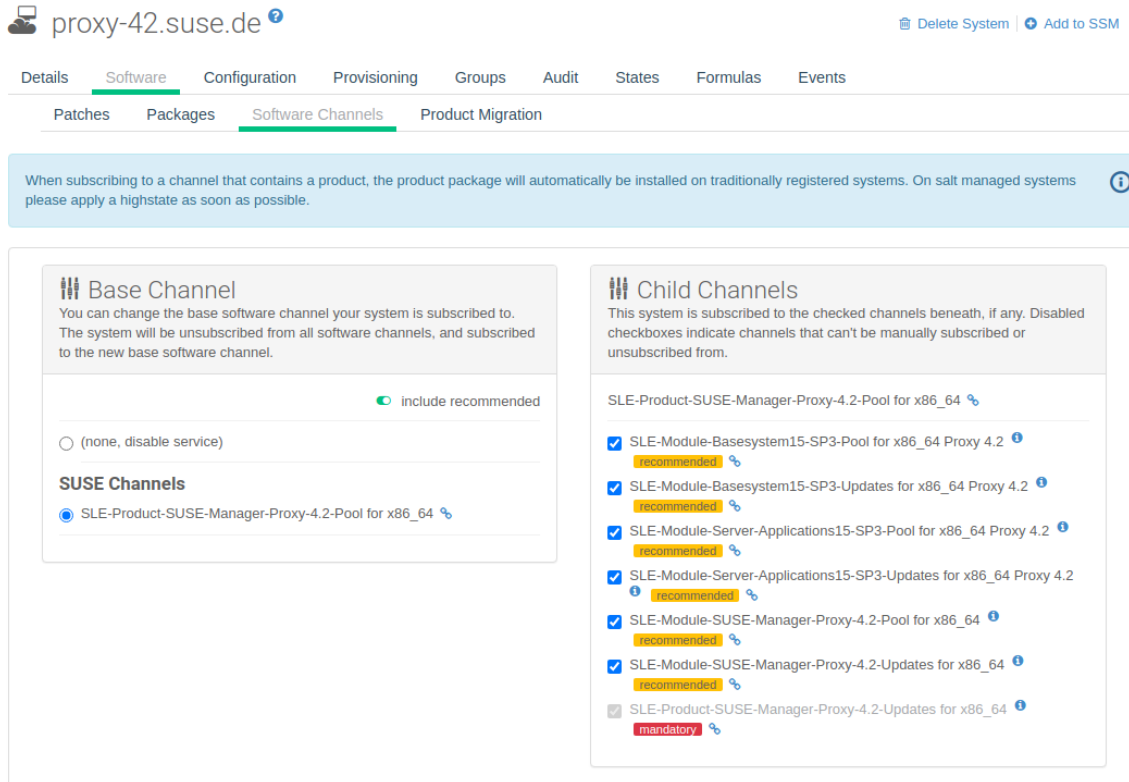 proxy-42.suse.de ?
Delete System | Add to SSM
Details Software Configuration Provisioning Groups Audit States Formulas Events
Patches Packages Software Channels Product Migration
When subscribing to a channel that contains a product, the product package will automatically be installed on traditionally registered systems. On salt managed systems
please apply a highstate as soon as possible.
Base Channel
You can change the base software channel your system is subscribed to.
The system will be unsubscribed from all software channels, and subscribed
to the new base software channel.
include recommended
(none, disable service)
SUSE Channels
SLE-Product-SUSE-Manager-Proxy-4.2-Pool for x86_64
Child Channels
This system is subscribed to the checked channels beneath, if any. Disabled
checkboxes indicate channels that can't be manually subscribed or
unsubscribed from.
SLE-Product-SUSE-Manager-Proxy-4.2-Pool for x86_64
SLE-Module-Basesystem15-SP3-Pool for x86_64 Proxy 4.2
recommended
SLE-Module-Basesystem15-SP3-Updates for x86_64 Proxy 4.2
recommended
SLE-Module-Server-Applications15-SP3-Pool for x86_64 Proxy 4.2
recommended
SLE-Module-Server-Applications15-SP3-Updates for x86_64 Proxy 4.2
recommended
SLE-Module-SUSE-Manager-Proxy-4.2-Pool for x86_64
recommended
SLE-Module-SUSE-Manager-Proxy-4.2-Updates for x86_64
recommended
SLE-Product-SUSE-Manager-Proxy-4.2-Updates for x86_64
mandatory